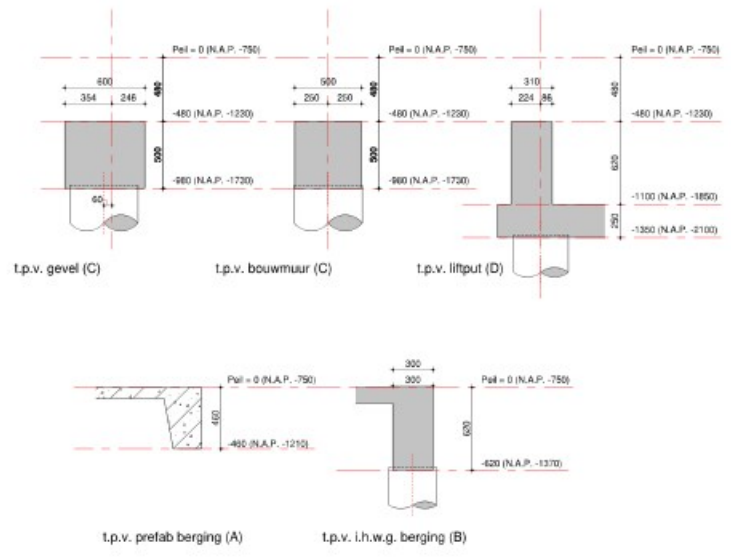 Peil = 0 (N.A.P. -750)
600
354 246
480
-480 (N.A.P. -1230)
500
-980 (N.A.P. -1730)
60
t.p.v. gevel (C)
Peil = 0 (N.A.P. -750)
500
250 250
480
-480 (N.A.P. -1230)
500
-980 (N.A.P. -1730)
t.p.v. bouwmuur (C)
Peil = 0 (N.A.P. -750)
310
224 86
480
-480 (N.A.P. -1230)
620
-1100 (N.A.P. -1850)
250
-1350 (N.A.P. -2100)
t.p.v. liftput (D)
Peil = 0 (N.A.P. -750)
460
-460 (N.A.P. -1210)
t.p.v. prefab berging (A)
300
300
Peil = 0 (N.A.P. -750)
620
-620 (N.A.P. -1370)
t.p.v. i.h.w.g. berging (B)